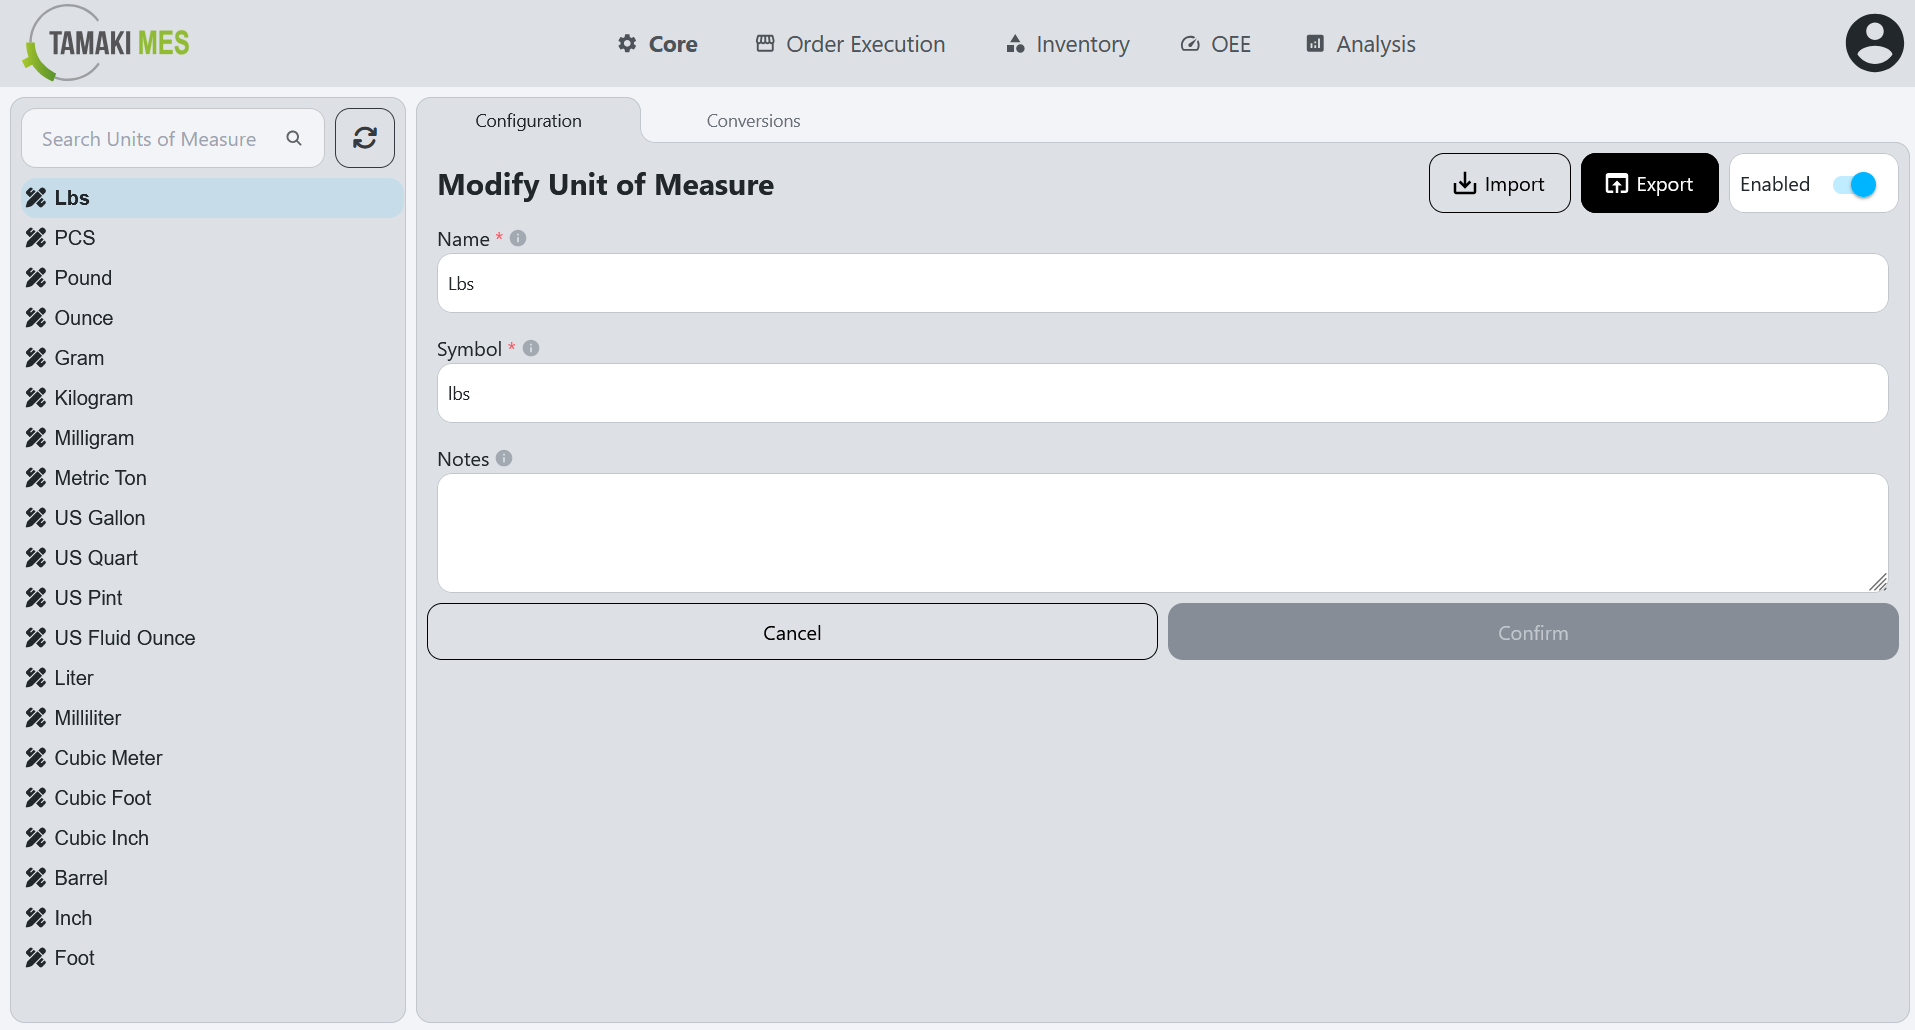 TAMAKI MES
Core
Order Execution
Inventory
OEE
Analysis
Search Units of Measure
Lbs
PCS
Pound
Ounce
Gram
Kilogram
Milligram
Metric Ton
US Gallon
US Quart
US Pint
US Fluid Ounce
Liter
Milliliter
Cubic Meter
Cubic Foot
Cubic Inch
Barrel
Inch
Foot
Configuration
Conversions
Modify Unit of Measure
Import
Export
Enabled
Name *
Lbs
Symbol *
lbs
Notes
Cancel
Confirm